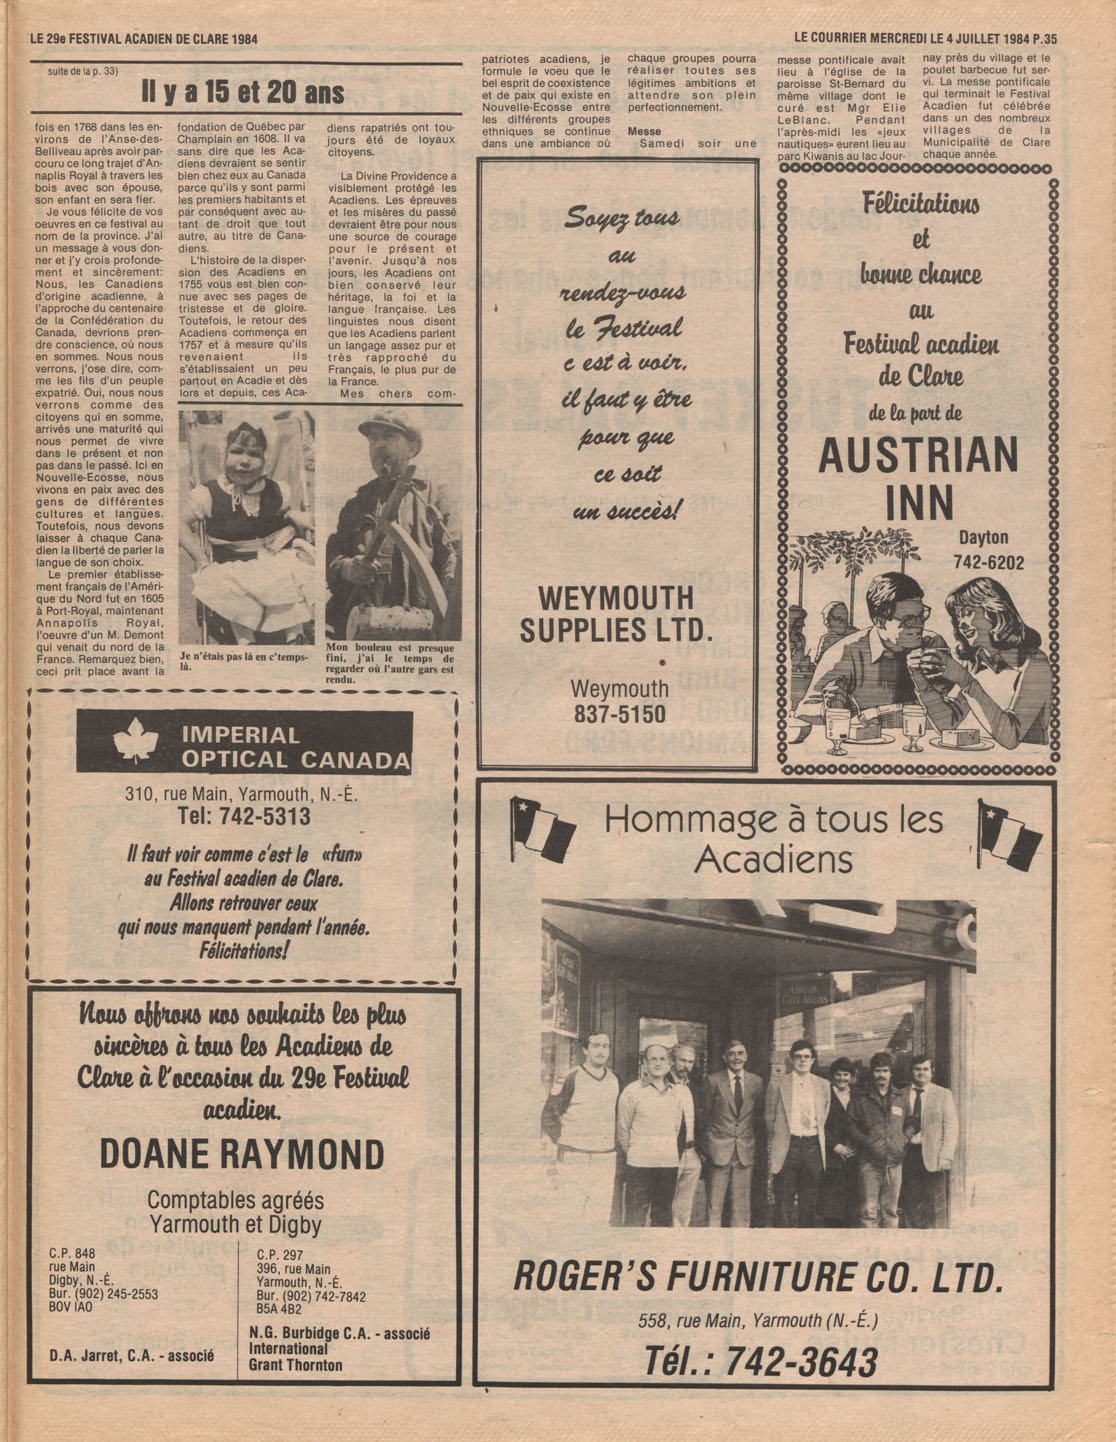 LE 29e FESTIVAL ACADIEN DE CLARE 1984
LE COURRIER MERCREDI LE 4 JUILLET 1984 P.35
suite de la p. 33)
Il y a 15 et 20 ans
fois en 1768 dans les en-
virons de l'Anse-des-
Belliveau après avoir par-
couru ce long trajet d'An-
naplis Royal à travers les
bois avec son épouse,
son enfant en sera fier.
Je vous félicite de vos
oeuvres en ce festival au
nom de la province. J'ai
un message à vous don-
ner et j'y crois profonde-
ment et sincèrement:
Nous, les Canadiens
d'origine acadienne, à
l'approche du centenaire
de la Confédération du
Canada, devrions pren-
dre conscience, où nous
en sommes. Nous nous
verrons, j'ose dire, com-
me les fils d'un peuple
expatrié. Oui, nous nous
verrons comme des
citoyens qui en somme,
arrivés une maturité qui
nous permet de vivre
dans le présent et non
pas dans le passé. Ici en
Nouvelle-Ecosse, nous
vivons en paix avec des
gens de différentes
cultures et langues.
Toutefois, nous devons
laisser à chaque Cana-
dien la liberté de parler la
langue de son choix.
Le premier établisse-
ment français de l'Améri-
que du Nord fut en 1605
à Port-Royal, maintenant
Annapolis Royal,
l'oeuvre d'un M. Demont
qui venait du nord de la
France. Remarquez bien,
ceci prit place avant la
fondation de Québec par
Champlain en 1608. Il va
sans dire que les Aca-
diens devraient se sentir
bien chez eux au Canada
parce qu'ils y sont parmi
les premiers habitants et
par conséquent avec au-
tant de droit que tout
autre, au titre de Cana-
diens.
L'histoire de la disper-
sion des Acadiens en
1755 vous est bien con-
nue avec ses pages de
tristesse et de gloire.
Toutefois, le retour des
Acadiens commença en
1757 et à mesure qu'ils
revenaient ils
s'établissaient un peu
partout en Acadie et dès
lors et depuis, ces Aca-
diens rapatriés ont tou-
jours été de loyaux
citoyens.
La Divine Providence a
visiblement protégé les
Acadiens. Les épreuves
et les misères du passé
devraient être pour nous
une source de courage
pour le présent et
l'avenir. Jusqu'à nos
jours, les Acadiens ont
bien conservé leur
héritage, la foi et la
langue française. Les
linguistes nous disent
que les Acadiens parlent
un langage assez pur et
très rapproché du
Français, le plus pur de
la France.
Mes chers com-
patriotes acadiens, je
formule le voeu que le
bel esprit de coexistence
et de paix qui existe en
Nouvelle-Ecosse entre
les différents groupes
ethniques se continue
dans une ambiance où
chaque groupes pourra
réaliser toutes ses
légitimes ambitions et
attendre son plein
perfectionnement.
Messe
Samedi soir une
messe pontificale avait
lieu à l'église de la
paroisse St-Bernard du
même village dont le
curé est Mgr Elie
LeBlanc. Pendant
l'après-midi les «jeux
nautiques» eurent lieu au
parc Kiwanis au lac Jour-
nay près du village et le
poulet barbecue fut ser-
vi. La messe pontificale
qui terminait le Festival
Acadien fut célébrée
dans un des nombreux
villages de la
Municipalité de Clare
chaque année.
Je n'étais pas là en c'temps-
là.
Mon bouleau est presque
fini, j'ai le temps de
regarder où l'autre gars est
rendu.
Soyez tous
au
rendez-vous
le Festival
c est à voir,
il faut y être
pour que
ce soit
un succès!
WEYMOUTH
SUPPLIES LTD.
Weymouth
837-5150
Félicitations
et
bonne chance
au
Festival acadien
de Clare
de la part de
AUSTRIAN
INN
Dayton
742-6202
IMPERIAL
OPTICAL CANADA
310, rue Main, Yarmouth, N.-É.
Tel: 742-5313
Il faut voir comme c'est le «fun»
au Festival acadien de Clare.
Allons retrouver ceux
qui nous manquent pendant l'année.
Félicitations!
Nous offrons nos souhaits les plus
sincères à tous les Acadiens de
Clare à l'occasion du 29e Festival
acadien.
DOANE RAYMOND
Comptables agréés
Yarmouth et Digby
C.P. 848
rue Main
Digby, N.-É.
Bur. (902) 245-2553
BOV IAO
D.A. Jarret, C.A. - associé
C.P. 297
396, rue Main
Yarmouth, N.-É.
Bur. (902) 742-7842
B5A 4B2
N.G. Burbidge C.A. - associé
International
Grant Thornton
Hommage à tous les
Acadiens
Great
Gift Ideas
ROGER'S FURNITURE CO. LTD.
558, rue Main, Yarmouth (N.-É.)
Tél.: 742-3643